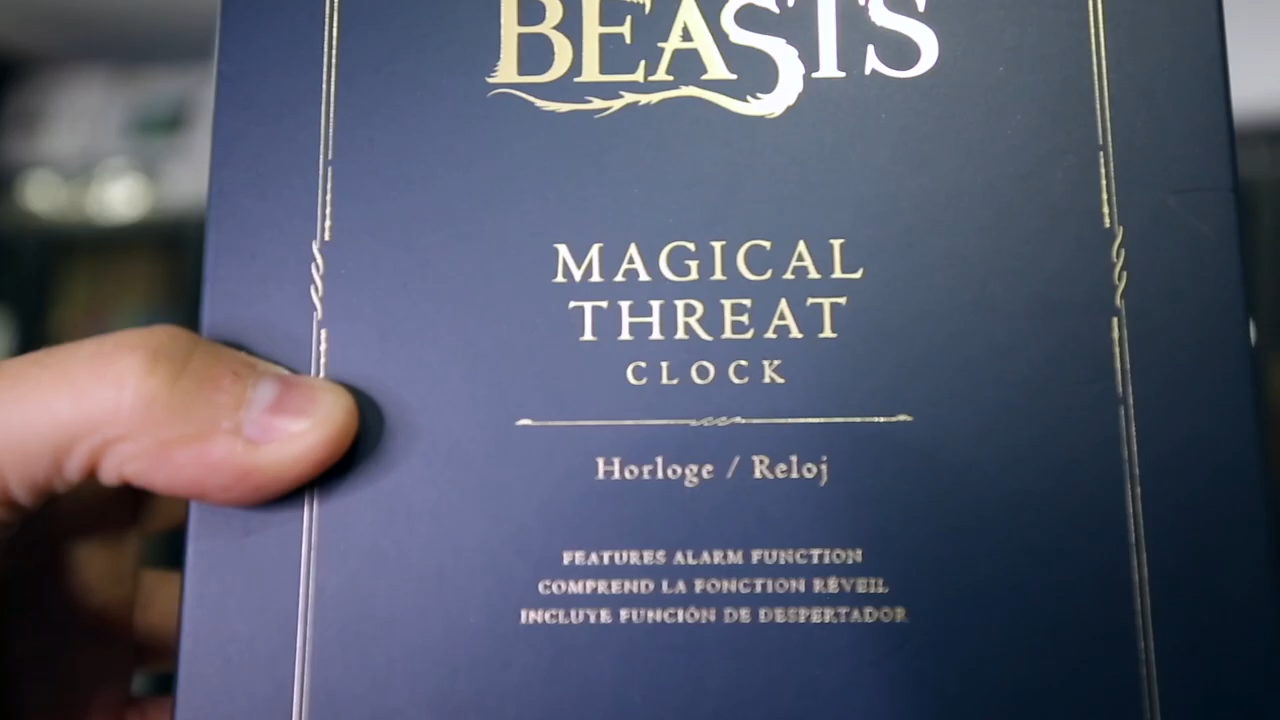 BEASTS
MAGICAL
THREAT
CLOCK
Horloge / Reloj
FEATURES ALARM FUNCTION
COMPREND LA FONCTION RÉVEIL
INCLUYE FUNCIÓN DE DESPERTADOR